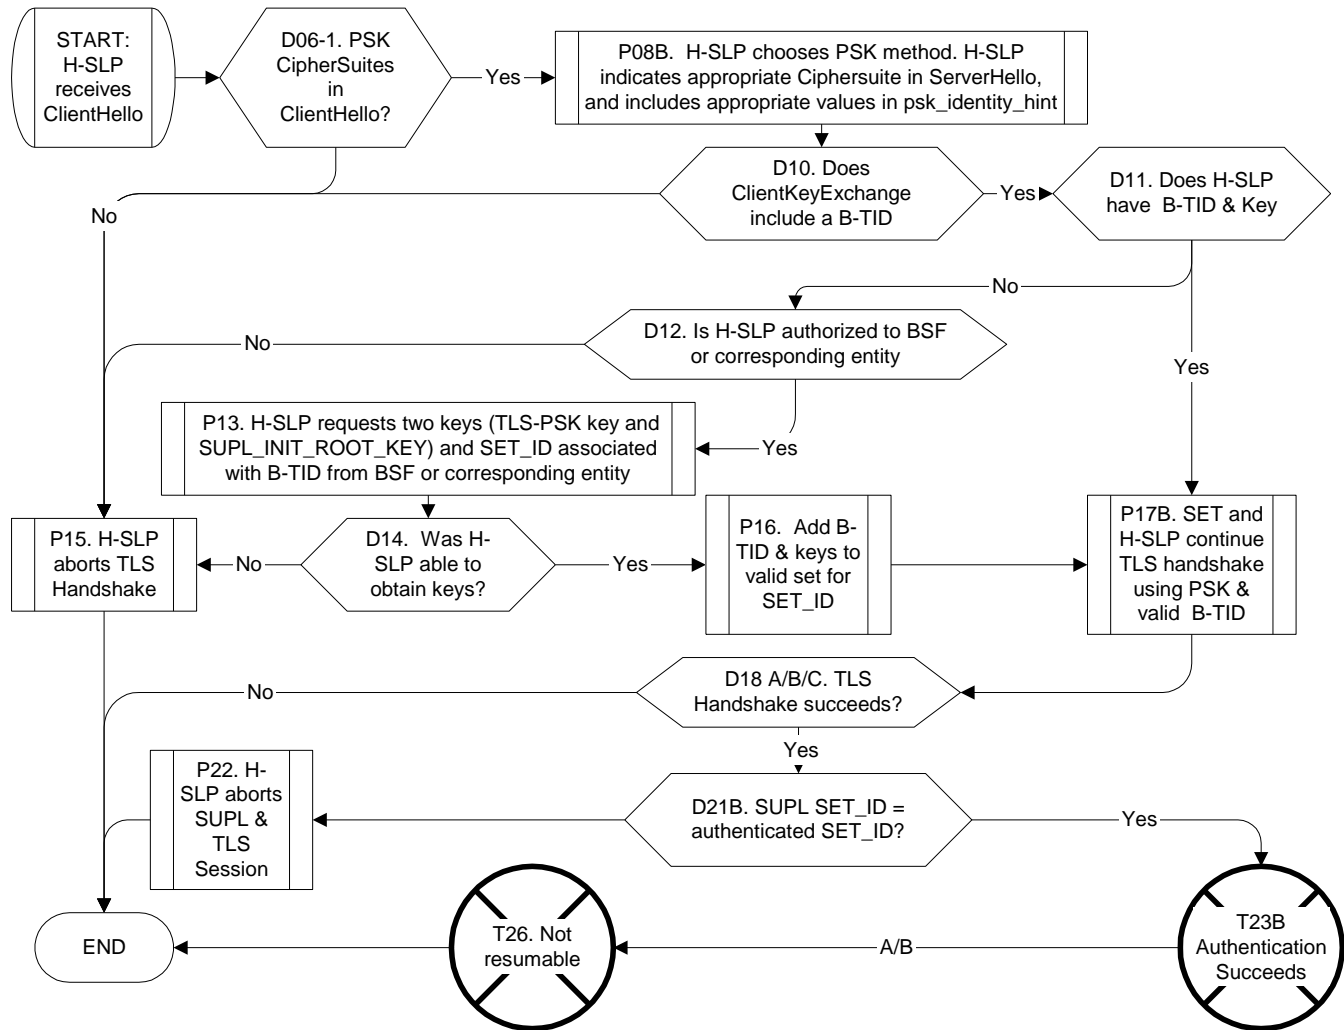 START:
H-SLP
receives
ClientHello
D06-1. PSK
CipherSuites
in
ClientHello?
Yes
P08B.  H-SLP chooses PSK method. H-SLP
indicates appropriate Ciphersuite in ServerHello,
and includes appropriate values in psk_identity_hint
No
D10. Does
ClientKeyExchange
include a B-TID
Yes
D11. Does H-SLP
have  B-TID & Key
No
Yes
D12. Is H-SLP authorized to BSF
or corresponding entity
No
Yes
P13. H-SLP requests two keys (TLS-PSK key and
SUPL_INIT_ROOT_KEY) and SET_ID associated
with B-TID from BSF or corresponding entity
P15. H-SLP
aborts TLS
Handshake
No
D14.  Was H-
SLP able to
obtain keys?
Yes
P16.  Add B-
TID & keys to
valid set for
SET_ID
P17B. SET and
H-SLP continue
TLS handshake
using PSK &
valid  B-TID
No
D18 A/B/C. TLS
Handshake succeeds?
Yes
P22. H-
SLP aborts
SUPL &
TLS
Session
D21B. SUPL SET_ID =
authenticated SET_ID?
Yes
END
T26. Not
resumable
A/B
T23B
Authentication
Succeeds